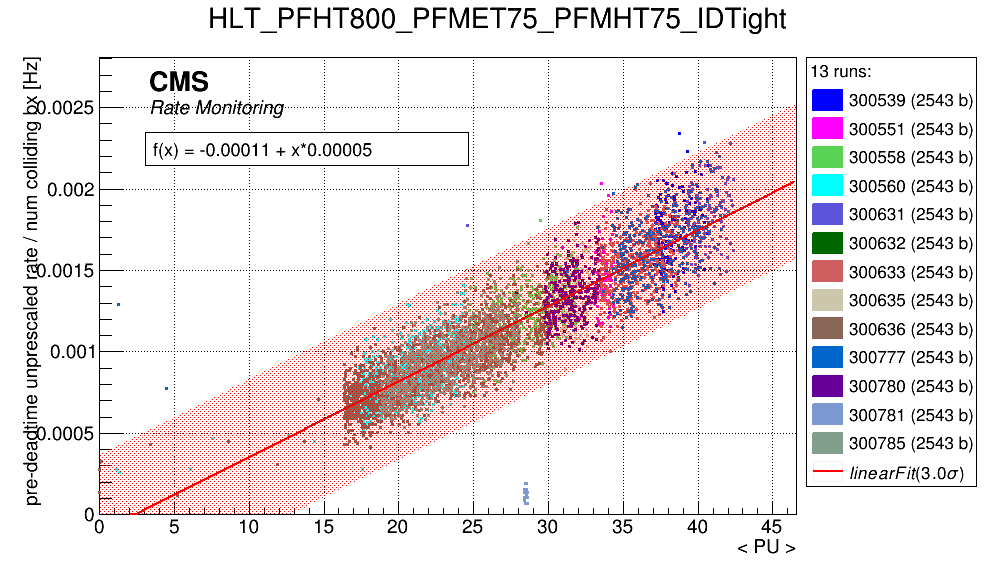 HLT_PFHT800_PFMET75_PFMHT75_IDTight
pre-deadtime unprescaled rate / num colliding bx [Hz]
CMS
Rate Monitoring
f(x) = -0.00011 + x*0.00005
0.0025
0.002
0.0015
0.001
0.0005
0
0 5 10 15 20 25 30 35 40 45
< PU >
13 runs:
300539 (2543 b)
300551 (2543 b)
300558 (2543 b)
300560 (2543 b)
300631 (2543 b)
300632 (2543 b)
300633 (2543 b)
300635 (2543 b)
300636 (2543 b)
300777 (2543 b)
300780 (2543 b)
300781 (2543 b)
300785 (2543 b)
linearFit(3.0σ)